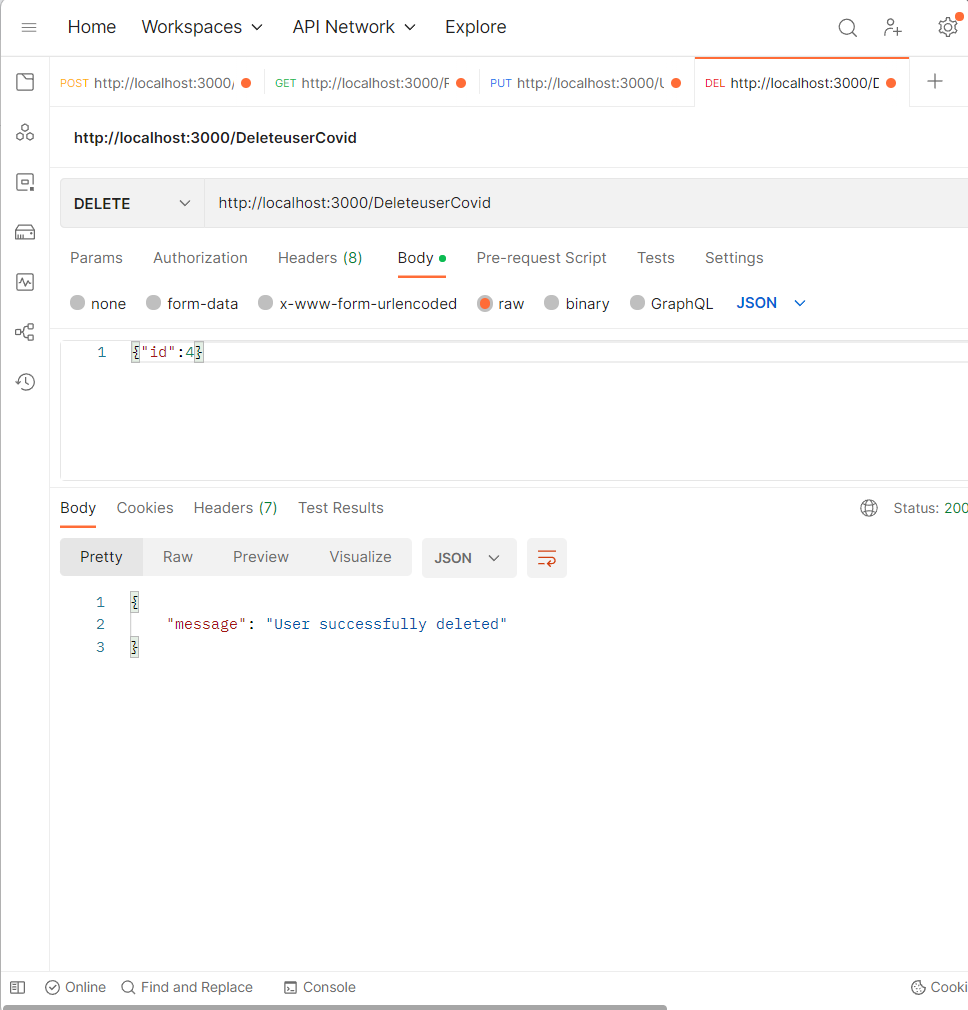 Home Workspaces API Network Explore
POST http://localhost:3000/ GET http://localhost:3000/F PUT http://localhost:3000/U DEL http://localhost:3000/D
http://localhost:3000/DeleteuserCovid
DELETE http://localhost:3000/DeleteuserCovid
Params Authorization Headers (8) Body Pre-request Script Tests Settings
none form-data x-www-form-urlencoded raw binary GraphQL JSON
1 {"id":4}
Body Cookies Headers (7) Test Results Status: 200
Pretty Raw Preview Visualize JSON
1 {
2 "message": "User successfully deleted"
3 }
Online Find and Replace Console Cooki